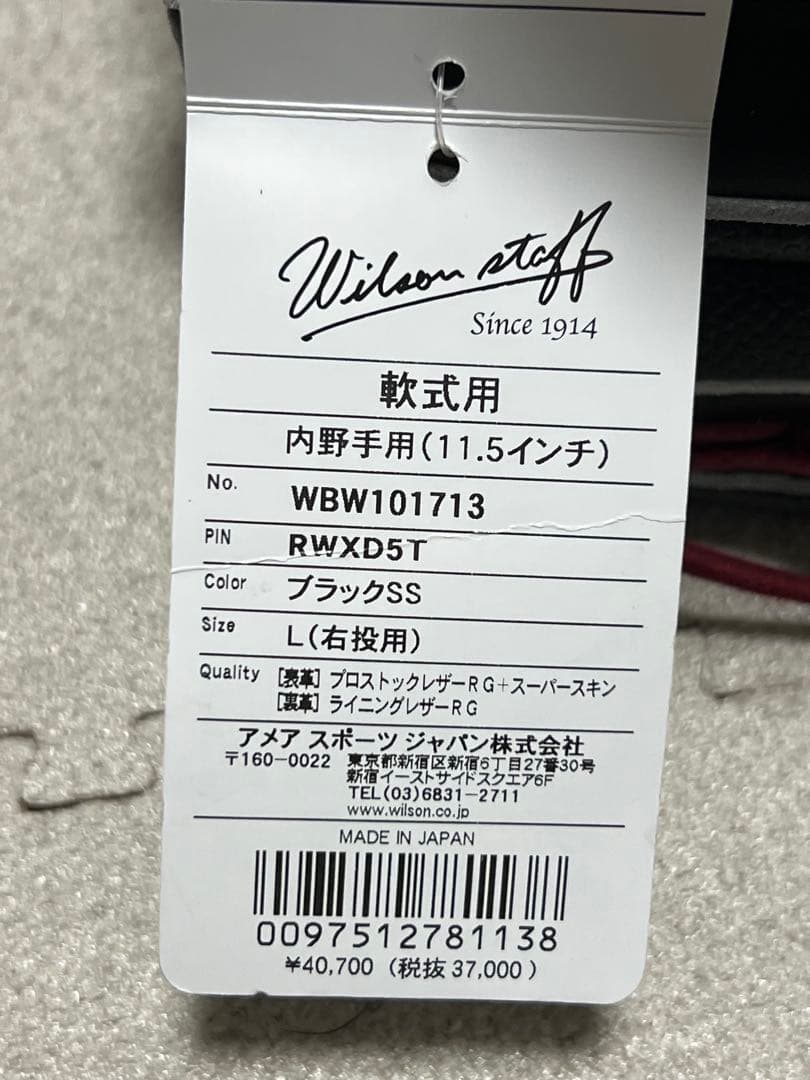 Wilson staff
Since 1914
軟式用
内野手用(11.5インチ)
No. WBW101713
PIN RWXD5T
Color ブラックSS
Size L(右投用)
Quality [表革] プロストックレザーRG+スーパースキン
[裏革] ライニングレザーRG
アメア スポーツ ジャパン株式会社
〒160-0022 東京都新宿区新宿6丁目27番30号
新宿イーストサイドスクエア6F
TEL(03)6831-2711
www.wilson.co.jp
MADE IN JAPAN
0097512781138
¥40,700 (税抜 37,000)